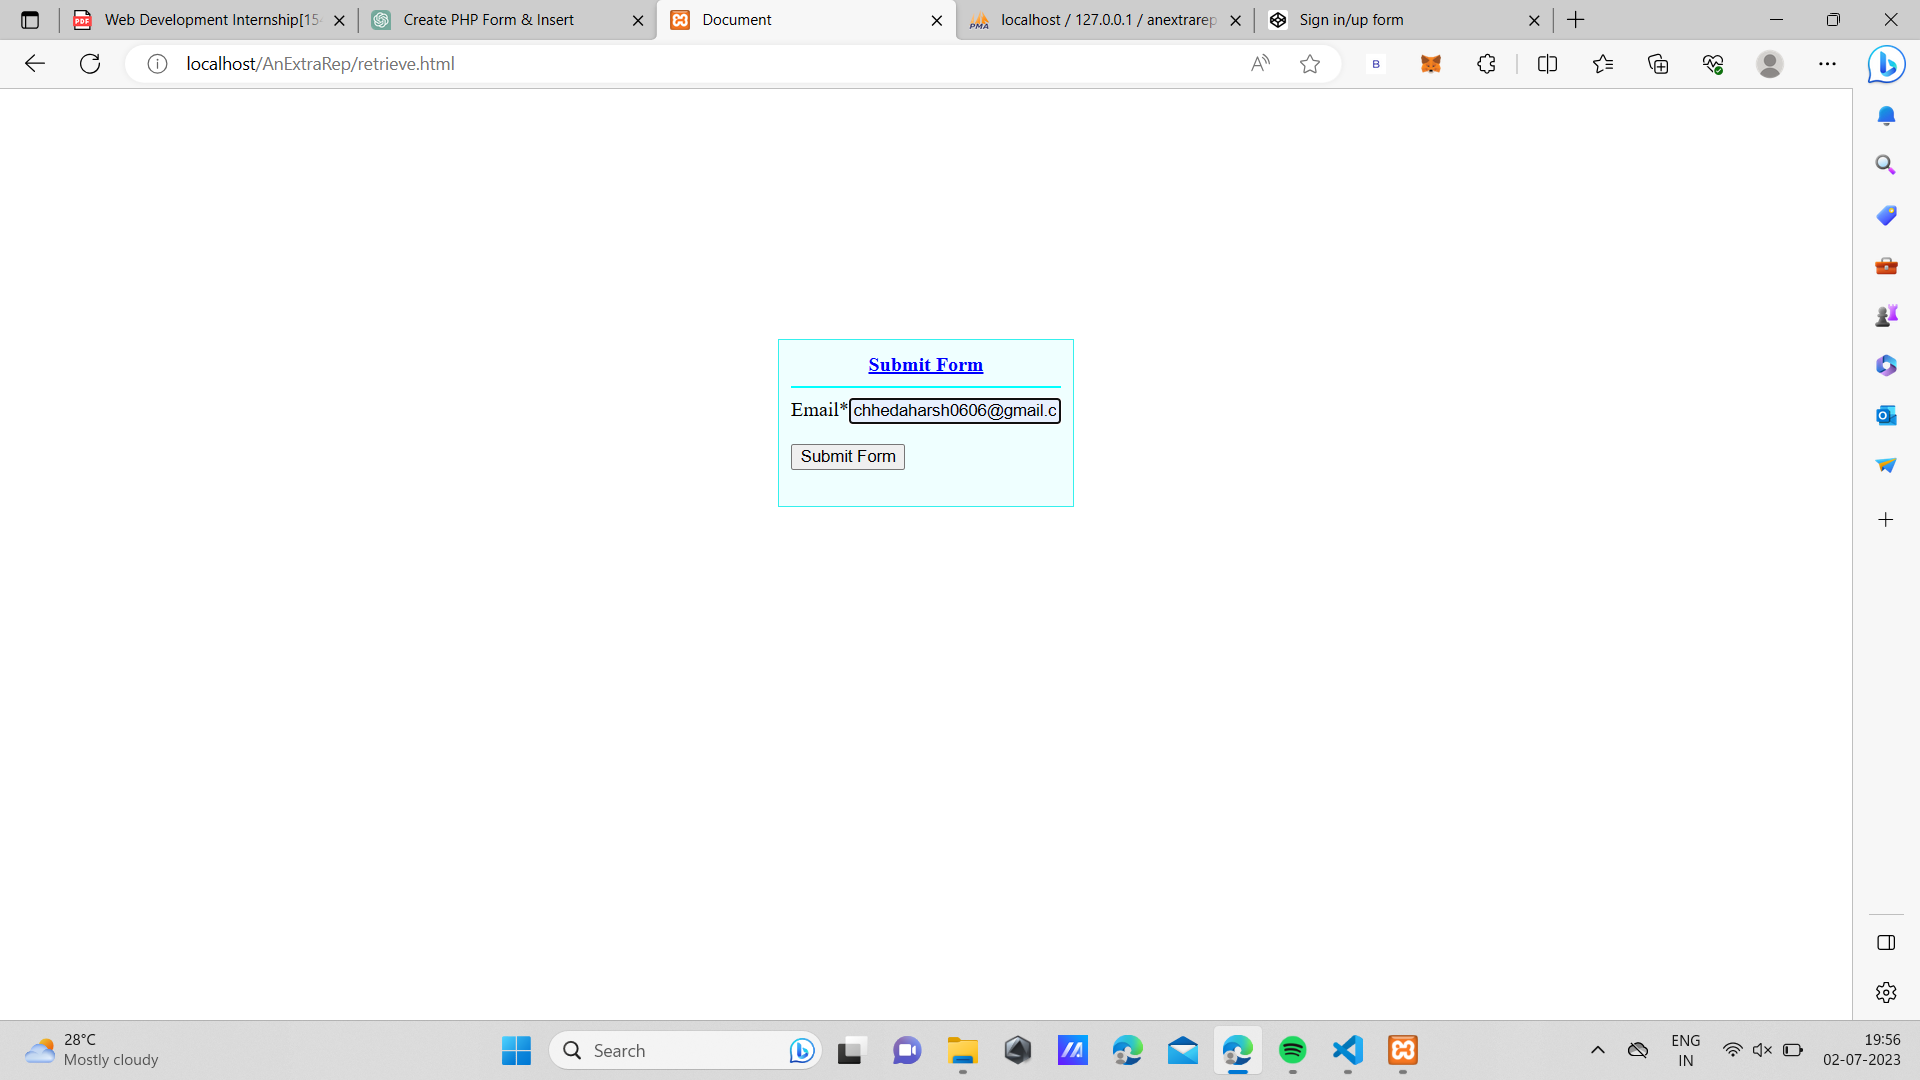 Web Development Internship[15
Create PHP Form & Insert
Document
localhost / 127.0.0.1 / anextrarep
PMA
Sign in/up form
localhost/AnExtraRep/retrieve.html
B
Submit Form
Email*chhedaharsh0606@gmail.c
Submit Form
28°C
Mostly cloudy
Search
ENG
IN
19:56
02-07-2023